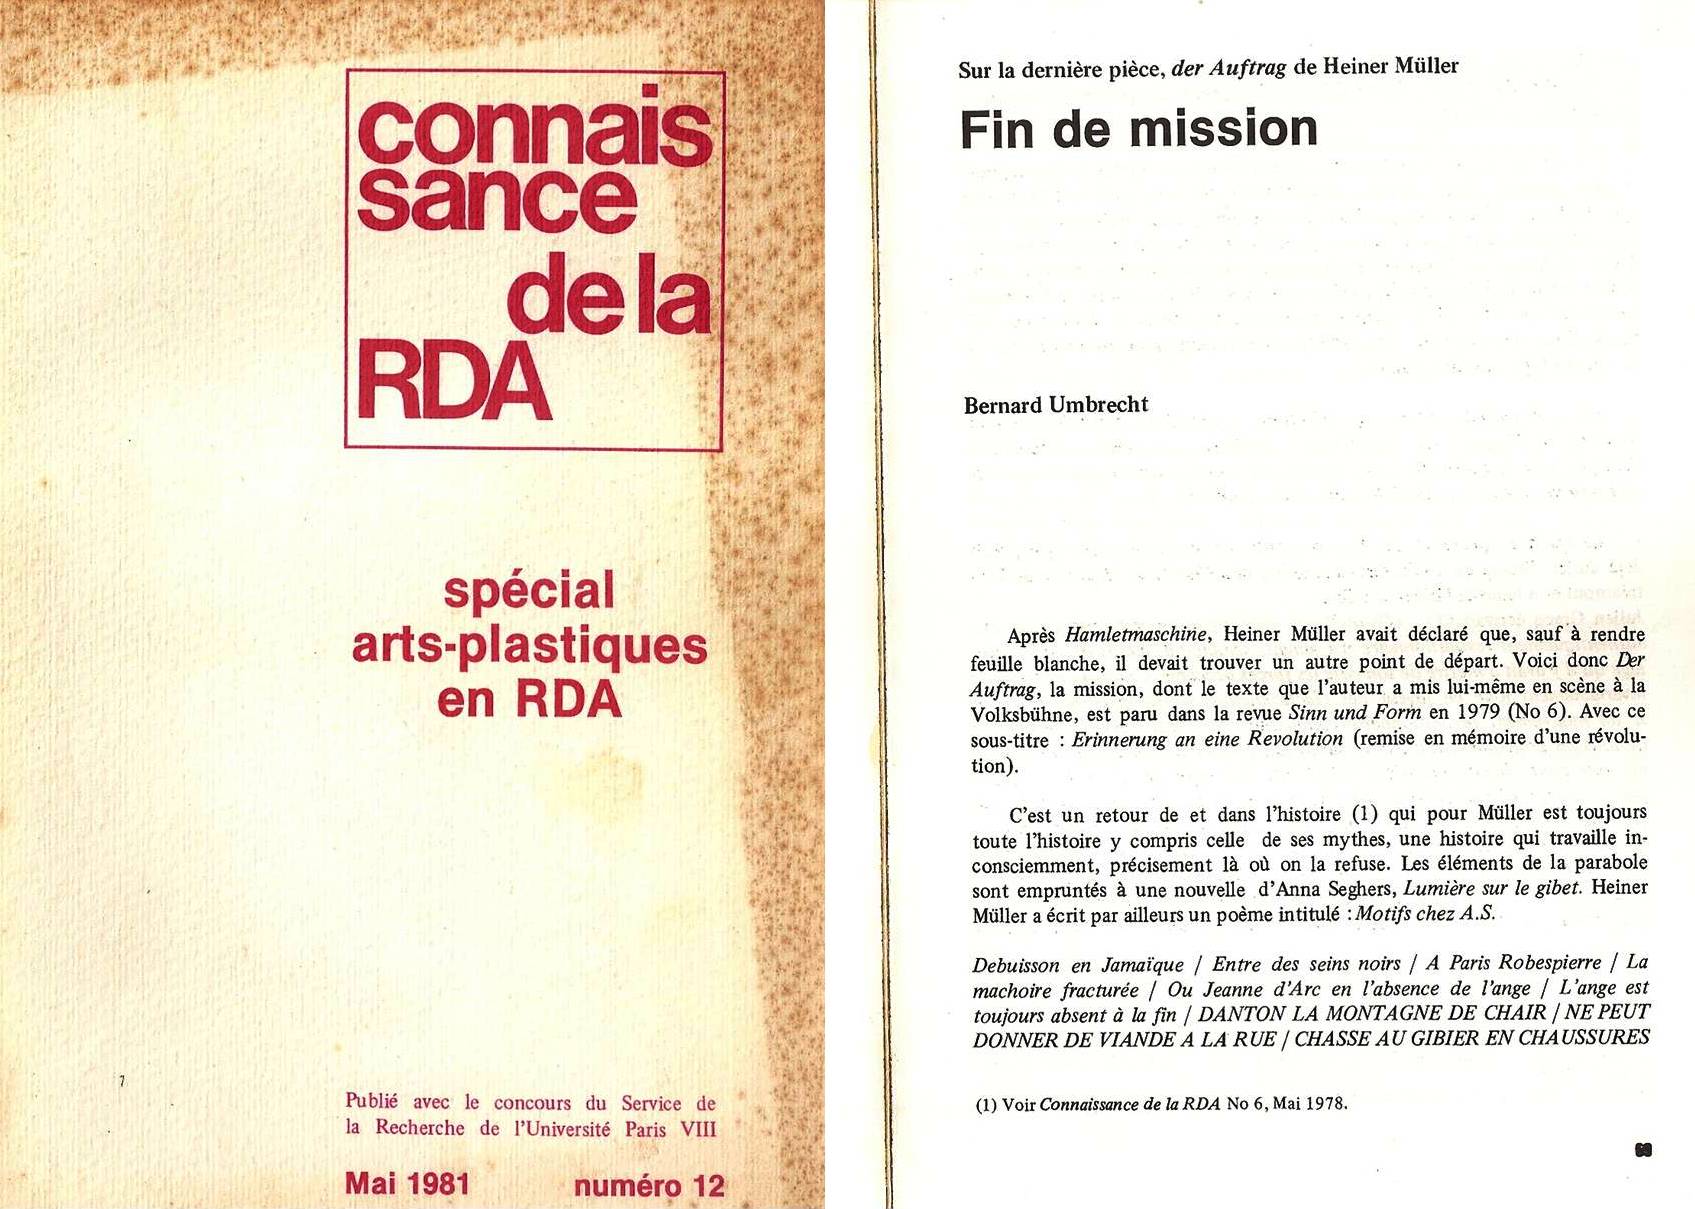 connais
sance
de la
RDA
spécial
arts-plastiques
en RDA
Publié avec le concours du Service de
la Recherche de l'Université Paris VIII
Mai 1981 numéro 12
Sur la dernière pièce, der Auftrag de Heiner Müller
Fin de mission
Bernard Umbrecht
Après Hamletmaschine, Heiner Müller avait déclaré que, sauf à rendre
feuille blanche, il devait trouver un autre point de départ. Voici donc Der
Auftrag, la mission, dont le texte que l'auteur a mis lui-même en scène à la
Volksbühne, est paru dans la revue Sinn und Form en 1979 (No 6). Avec ce
sous-titre : Erinnerung an eine Revolution (remise en mémoire d'une révolu-
tion).
C'est un retour de et dans l'histoire (1) qui pour Müller est toujours
toute l'histoire y compris celle de ses mythes, une histoire qui travaille in-
consciemment, précisement là où on la refuse. Les éléments de la parabole
sont empruntés à une nouvelle d'Anna Seghers, Lumière sur le gibet. Heiner
Müller a écrit par ailleurs un poème intitulé : Motifs chez A.S.
Debuisson en Jamaïque / Entre des seins noirs / A Paris Robespierre / La
machoire fracturée / Ou Jeanne d'Arc en l'absence de l'ange / L'ange est
toujours absent à la fin / DANTON LA MONTAGNE DE CHAIR / NE PEUT
DONNER DE VIANDE A LA RUE / CHASSE AU GIBIER EN CHAUSSURES
(1) Voir Connaissance de la RDA No 6, Mai 1978.